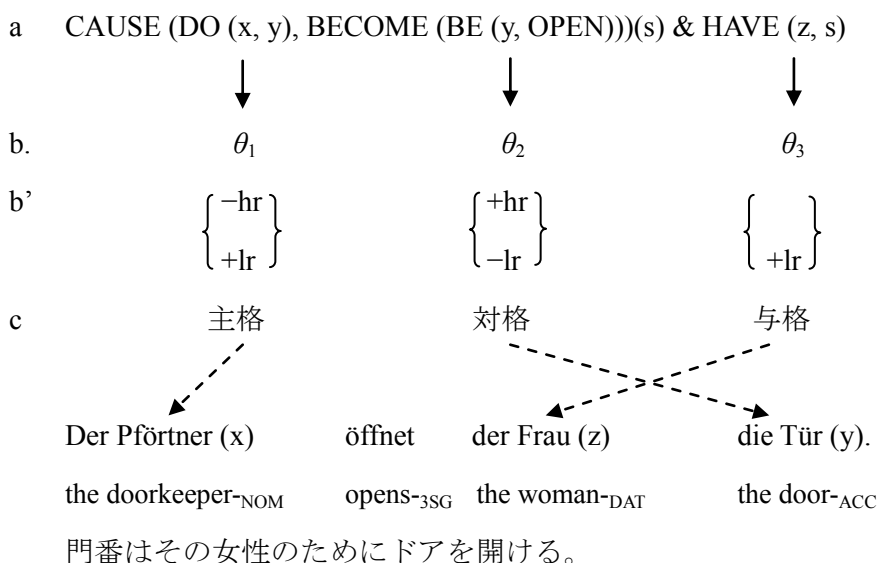 a CAUSE (DO (x, y), BECOME (BE (y, OPEN)))(s) & HAVE (z, s)
b. θ1 θ2 θ3
b’ { −hr +lr } { +hr −lr } { +lr }
c 主格 対格 与格
Der Pförtner (x) öffnet der Frau (z) die Tür (y).
the doorkeeper-NOM opens-3SG the woman-DAT the door-ACC
門番はその女性のためにドアを開ける。